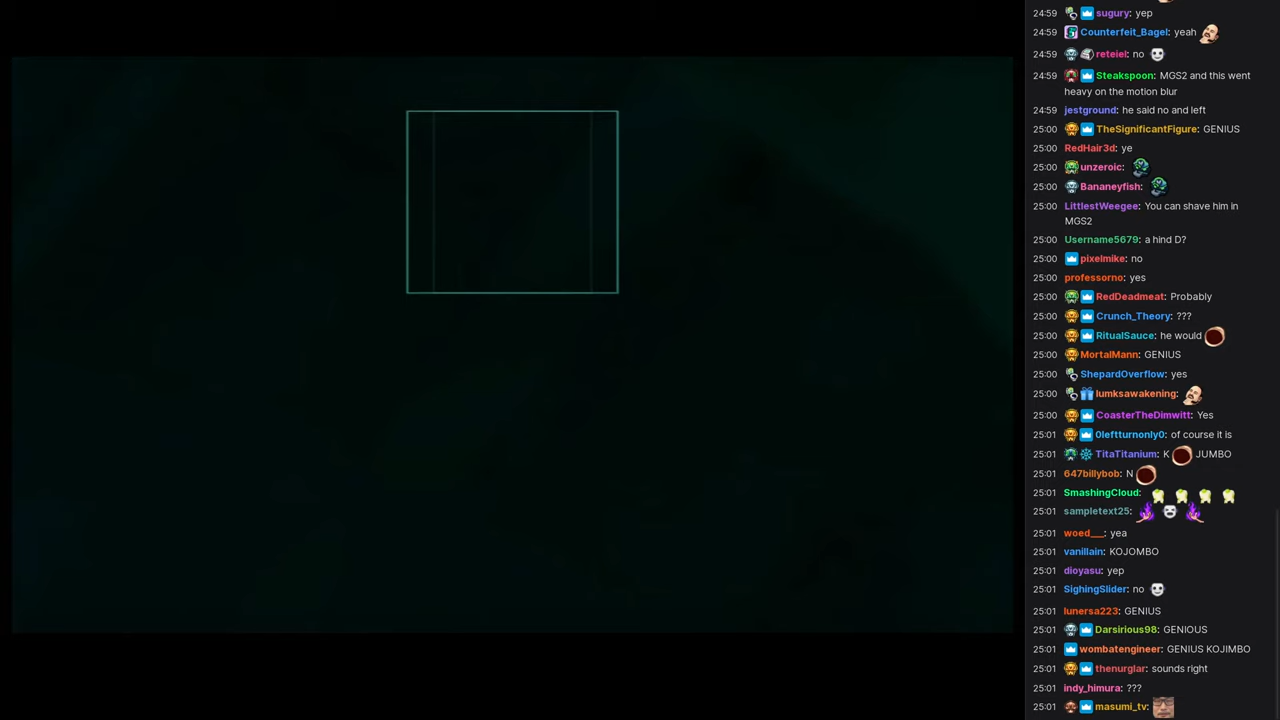 24:59 sugury: yep
24:59 Counterfeit_Bagel: yeah
24:59 reteiel: no
24:59 Steakspoon: MGS2 and this went
heavy on the motion blur
24:59 jestground: he said no and left
25:00 TheSignificantFigure: GENIUS
25:00 RedHair3d: ye
25:00 unzeroic:
25:00 Bananeyfish:
25:00 LittlestWeegee: You can shave him in
MGS2
25:00 Username5679: a hind D?
25:00 pixelmike: no
25:00 professorno: yes
25:00 RedDeadmeat: Probably
25:00 Crunch_Theory: ???
25:00 RitualSauce: he would
25:00 MortalMann: GENIUS
25:00 ShepardOverflow: yes
25:00 lumksawakening:
25:00 CoasterTheDimwitt: Yes
25:01 0leftturnonly0: of course it is
25:01 TitaTitanium: K JUMBO
25:01 647billybob: N
25:01 SmashingCloud:
25:01 sampletext25:
25:01 woed___: yea
25:01 vanillain: KOJOMBO
25:01 dioyasu: yep
25:01 SighingSlider: no
25:01 lunersa223: GENIUS
25:01 Darsirious98: GENIOUS
25:01 wombatengineer: GENIUS KOJIMBO
25:01 thenurglar: sounds right
25:01 indy_himura: ???
25:01 masumi_tv: